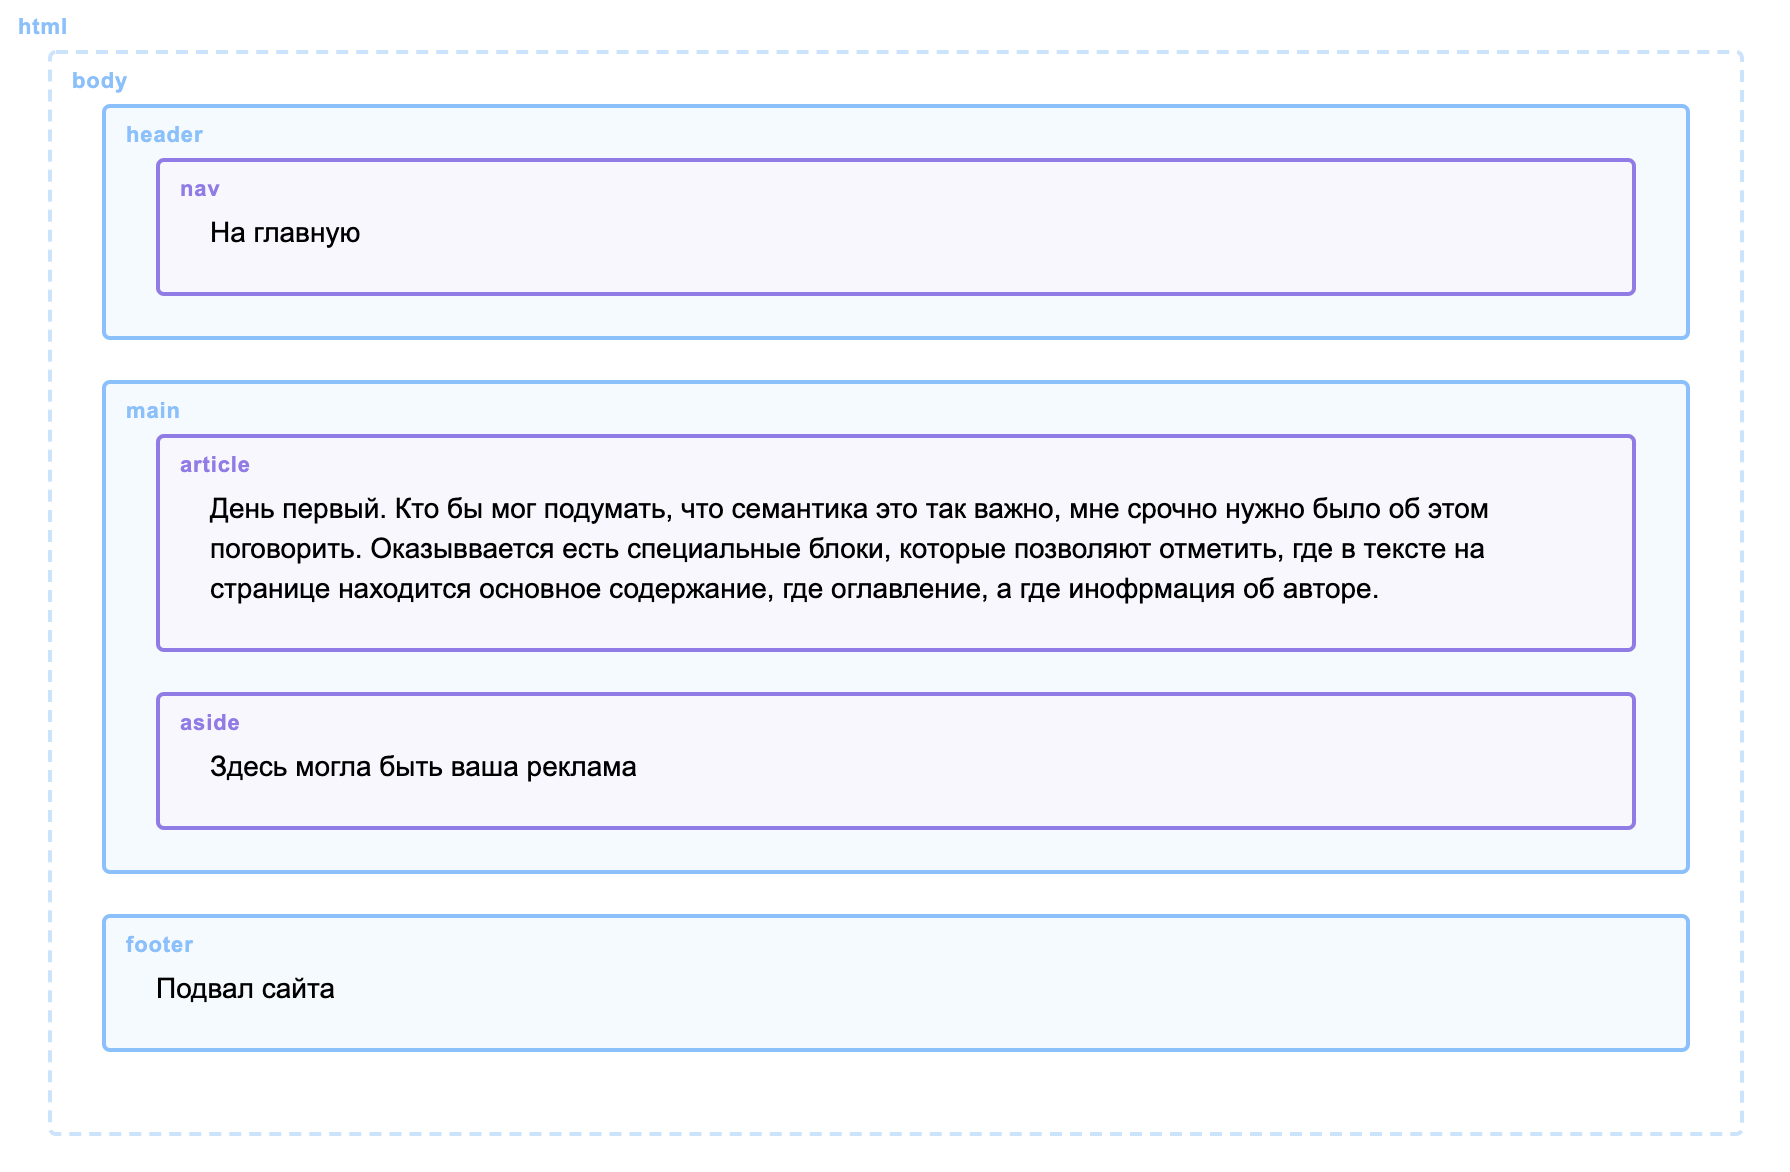 html
body
header
nav
На главную
main
article
День первый. Кто бы мог подумать, что семантика это так важно, мне срочно нужно было об этом
поговорить. Оказыввается есть специальные блоки, которые позволяют отметить, где в тексте на
странице находится основное содержание, где оглавление, а где инофрмация об авторе.
aside
Здесь могла быть ваша реклама
footer
Подвал сайта